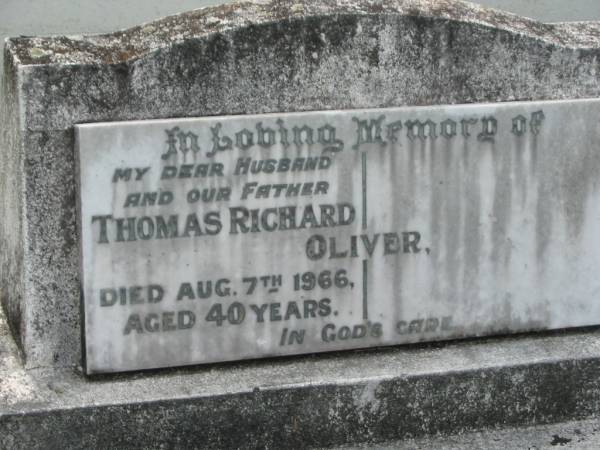 In Loving Memory of
MY DEAR HUSBAND
AND OUR FATHER
THOMAS RICHARD
OLIVER,
DIED AUG. 7TH 1966,
AGED 40 YEARS.
IN GOD'S CARE